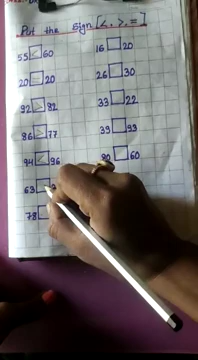 Put the sign [<, >, =]
55 < 60
16 □ 20
20 = 20
26 □ 30
92 > 82
33 □ 22
86 > 77
39 □ 93
94 < 96
90 □ 60
63 □
78 □